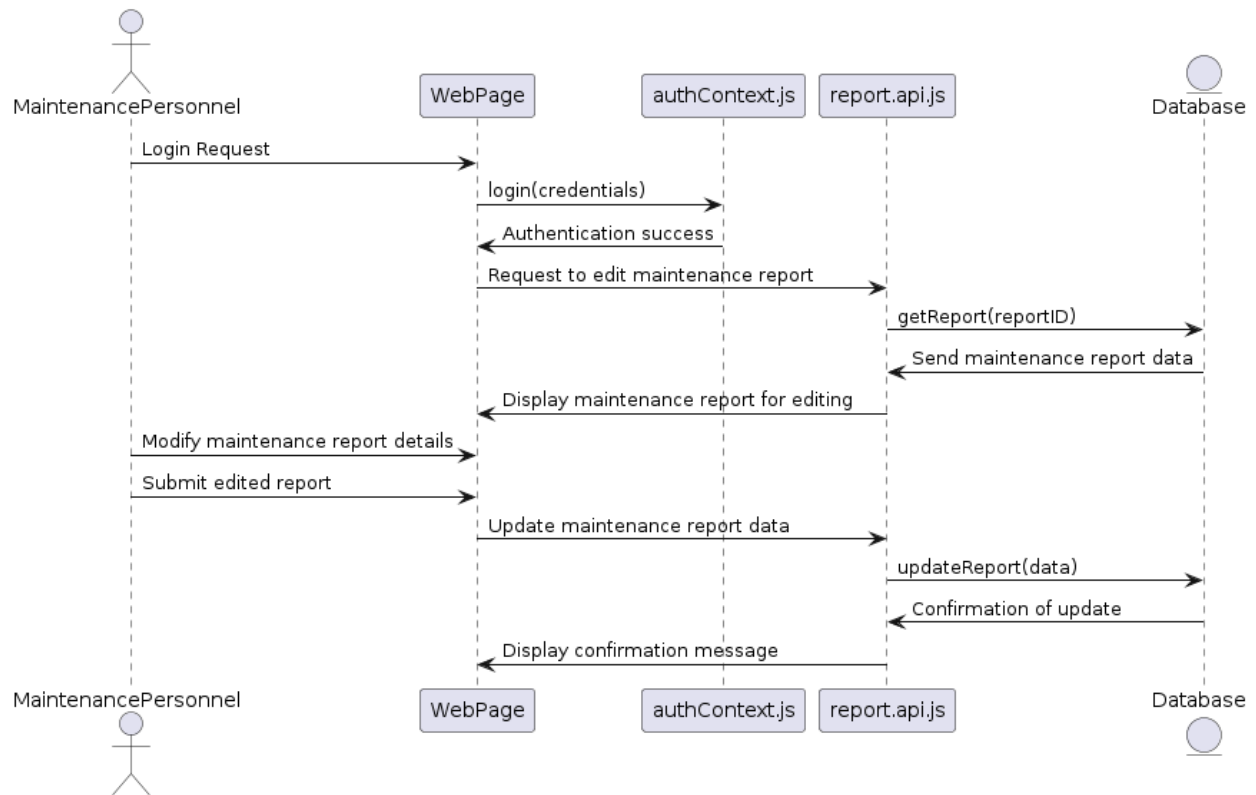 MaintenancePersonnel
WebPage
authContext.js
report.api.js
Database
Login Request
login(credentials)
Authentication success
Request to edit maintenance report
getReport(reportID)
Send maintenance report data
Display maintenance report for editing
Modify maintenance report details
Submit edited report
Update maintenance report data
updateReport(data)
Confirmation of update
Display confirmation message
MaintenancePersonnel
WebPage
authContext.js
report.api.js
Database